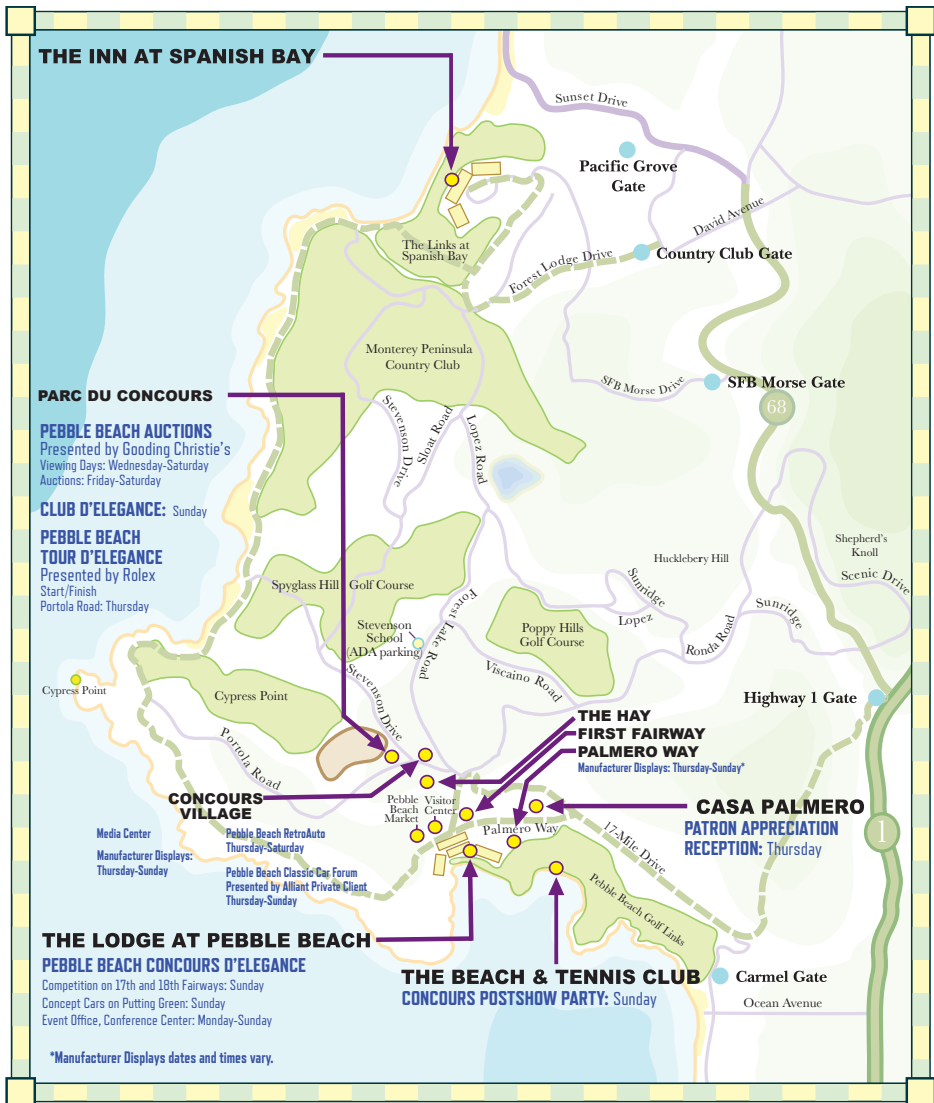 THE INN AT SPANISH BAY
Sunset Drive
Pacific Grove
Gate
David Avenue
The Links at
Spanish Bay
Forest Lodge Drive
Country Club Gate
Monterey Peninsula
Country Club
SFB Morse Drive
SFB Morse Gate
68
PARC DU CONCOURS
PEBBLE BEACH AUCTIONS
Presented by Gooding Christie's
Viewing Days: Wednesday-Saturday
Auctions: Friday-Saturday
CLUB D'ELEGANCE: Sunday
PEBBLE BEACH
TOUR D'ELEGANCE
Presented by Rolex
Start/Finish
Portola Road: Thursday
Stevenson Drive
Sloat Road
Lopez Road
Shepherd's
Knoll
Scenic Drive
Huckleberry Hill
Sunridge
Lopez
Ronda Road
Sunridge
Spyglass Hill Golf Course
Stevenson
School
(ADA parking)
Forest Lake Road
Poppy Hills
Golf Course
Viscaino Road
Stevenson Drive
Cypress Point
Cypress Point
Portola Road
Highway 1 Gate
THE HAY
FIRST FAIRWAY
PALMERO WAY
Manufacturer Displays: Thursday-Sunday*
CONCOURS
VILLAGE
Media Center
Manufacturer Displays:
Thursday-Sunday
Pebble Beach RetroAuto
Thursday-Saturday
Pebble Beach Classic Car Forum
Presented by Alliant Private Client
Thursday-Sunday
Pebble
Beach
Market
Visitor
Center
Palmero Way
17-Mile Drive
CASA PALMERO
PATRON APPRECIATION
RECEPTION: Thursday
1
Pebble Beach Golf Links
THE LODGE AT PEBBLE BEACH
PEBBLE BEACH CONCOURS D'ELEGANCE
Competition on 17th and 18th Fairways: Sunday
Concept Cars on Putting Green: Sunday
Event Office, Conference Center: Monday-Sunday
THE BEACH & TENNIS CLUB
CONCOURS POSTSHOW PARTY: Sunday
Carmel Gate
Ocean Avenue
*Manufacturer Displays dates and times vary.